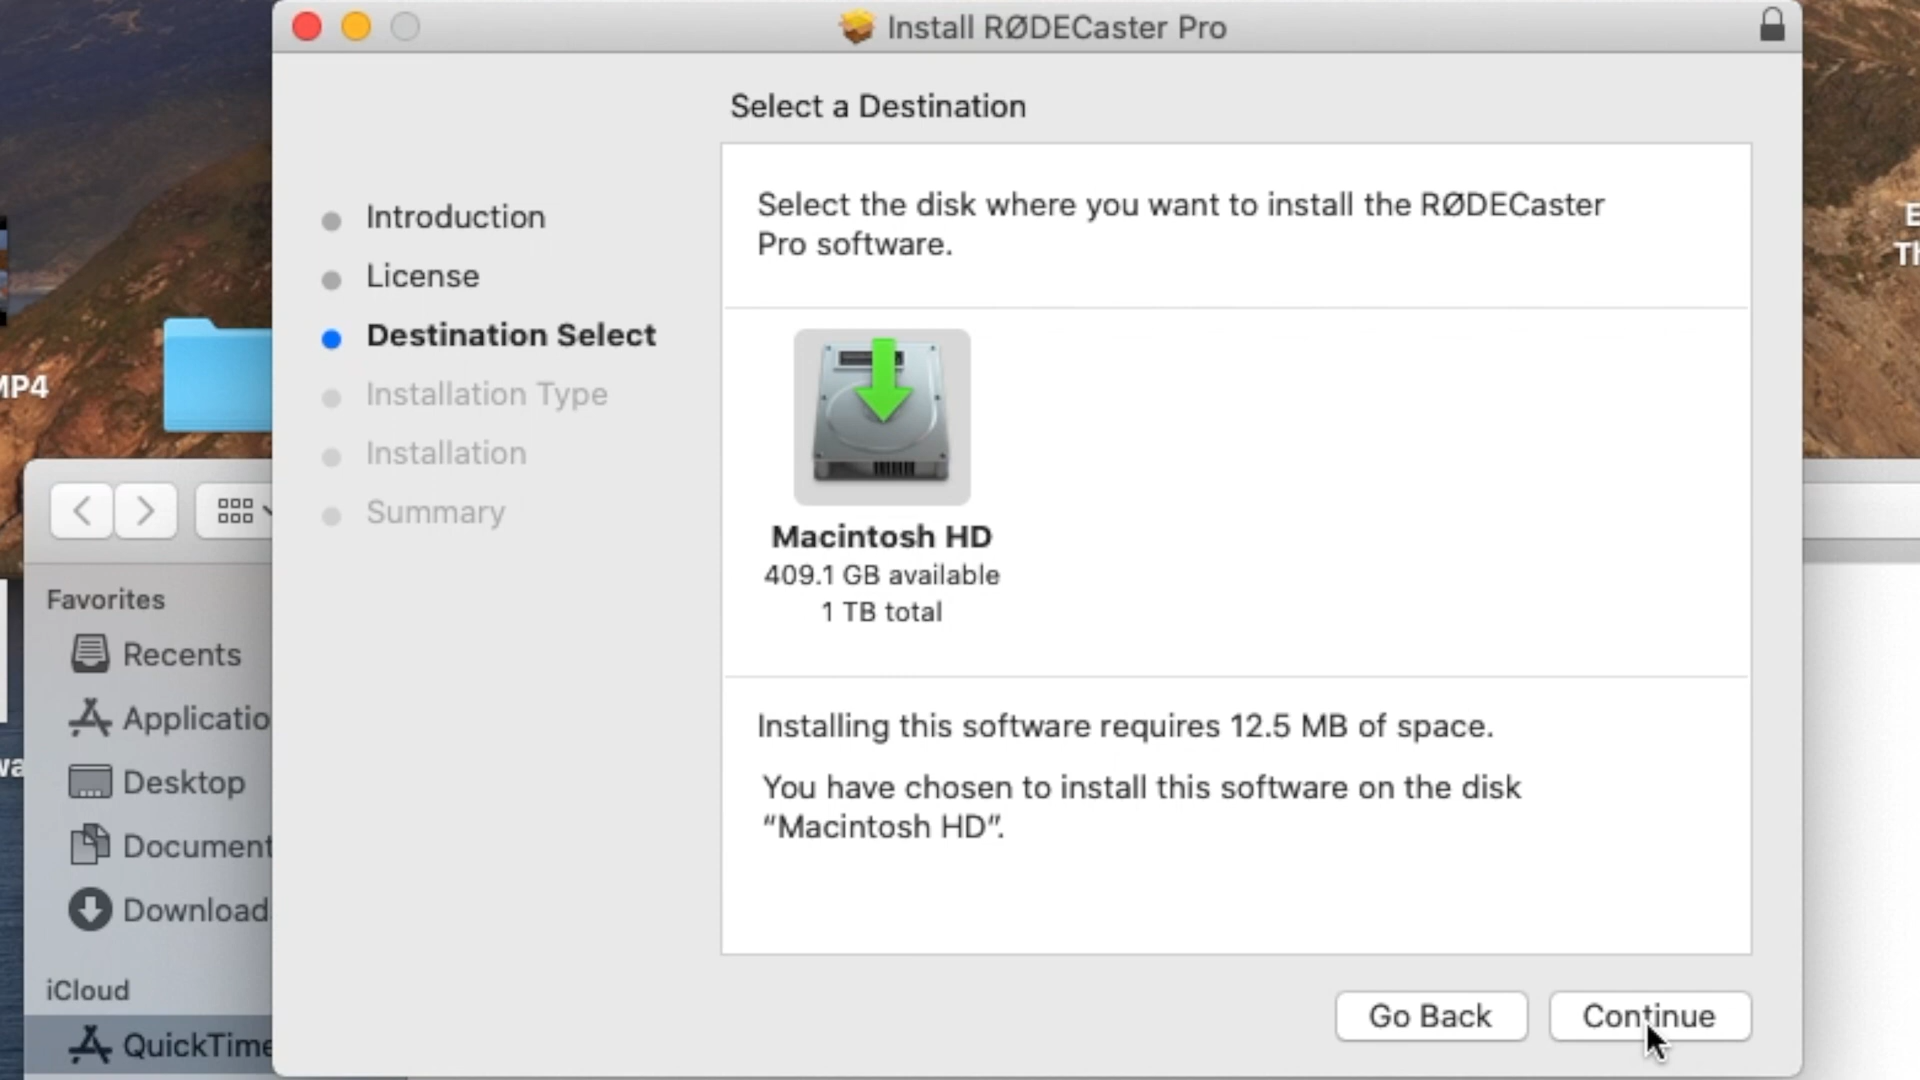 Install RØDECaster Pro
Select a Destination
Introduction
License
Destination Select
Installation Type
Installation
Summary
Select the disk where you want to install the RØDECaster
Pro software.
Macintosh HD
409.1 GB available
1 TB total
Installing this software requires 12.5 MB of space.
You have chosen to install this software on the disk
“Macintosh HD”.
Go Back
Continue
MP4
Favorites
Recents
Applicatio
Desktop
Document
Download
iCloud
QuickTime